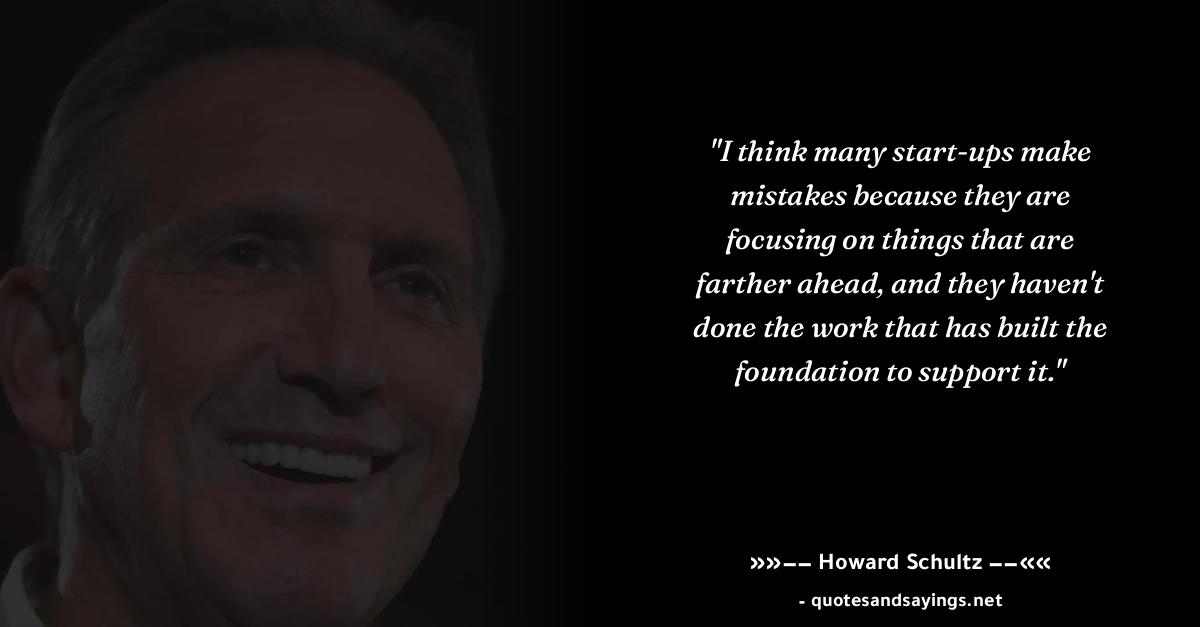 "I think many start-ups make
mistakes because they are
focusing on things that are
farther ahead, and they haven't
done the work that has built the
foundation to support it."
»»–– Howard Schultz ––««
- quotesandsayings.net